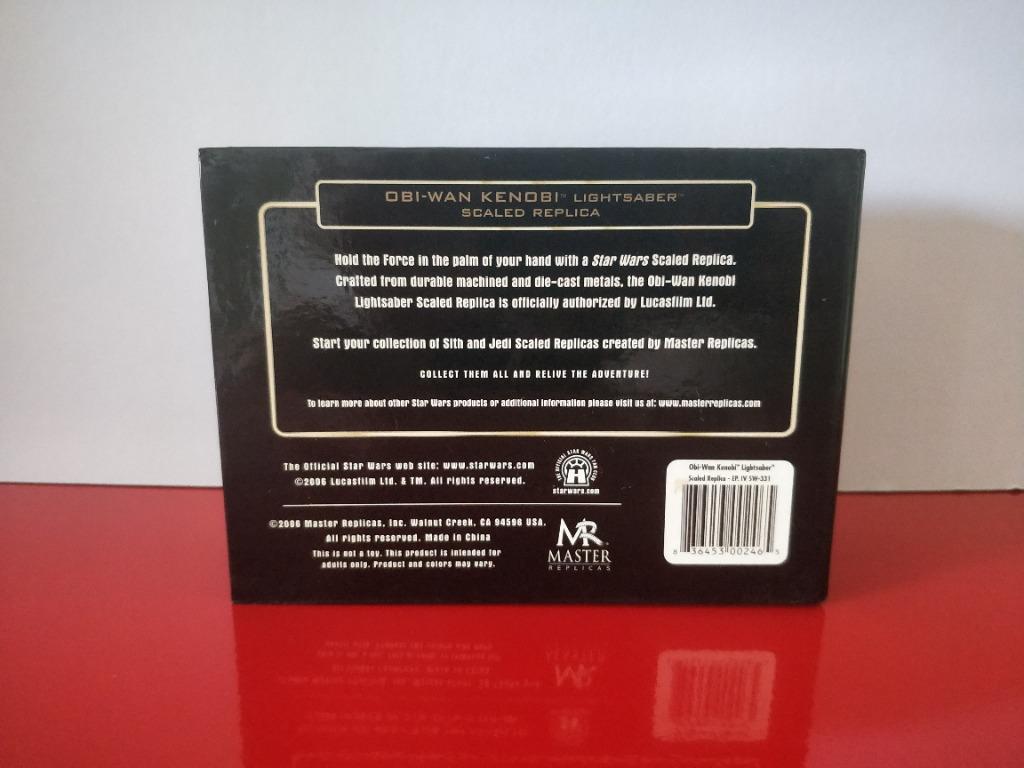 OBI-WAN KENOBI™ LIGHTSABER™
SCALED REPLICA
Hold the Force in the palm of your hand with a Star Wars Scaled Replica.
Crafted from durable machined and die-cast metals, the Obi-Wan Kenobi
Lightsaber Scaled Replica is officially authorized by Lucasfilm Ltd.
Start your collection of Sith and Jedi Scaled Replicas created by Master Replicas.
COLLECT THEM ALL AND RELIVE THE ADVENTURE!
To learn more about other Star Wars products or additional information please visit us at: www.masterreplicas.com
The Official Star Wars web site: www.starwars.com
©2006 Lucasfilm Ltd. & TM. All rights reserved.
THE OFFICIAL STAR WARS FAN CLUB
starwars.com
©2006 Master Replicas, Inc. Walnut Creek, CA 94596 USA.
All rights reserved. Made in China
This is not a toy. This product is intended for
adults only. Product and colors may vary.
MR
MASTER
REPLICAS
Obi-Wan Kenobi™ Lightsaber™
Scaled Replica - EP. IV SW-331
8 36453 00246 5